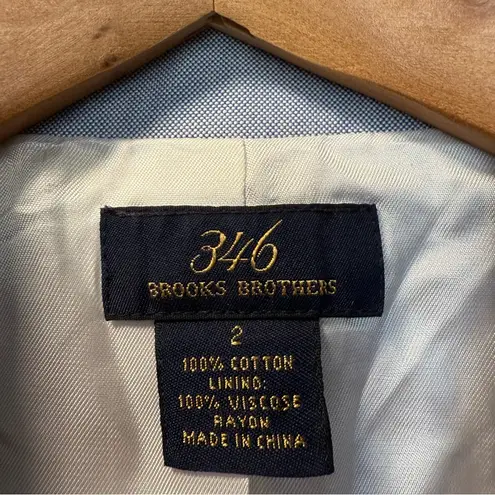 346
BROOKS BROTHERS
2
100% COTTON
LINING:
100% VISCOSE
RAYON
MADE IN CHINA